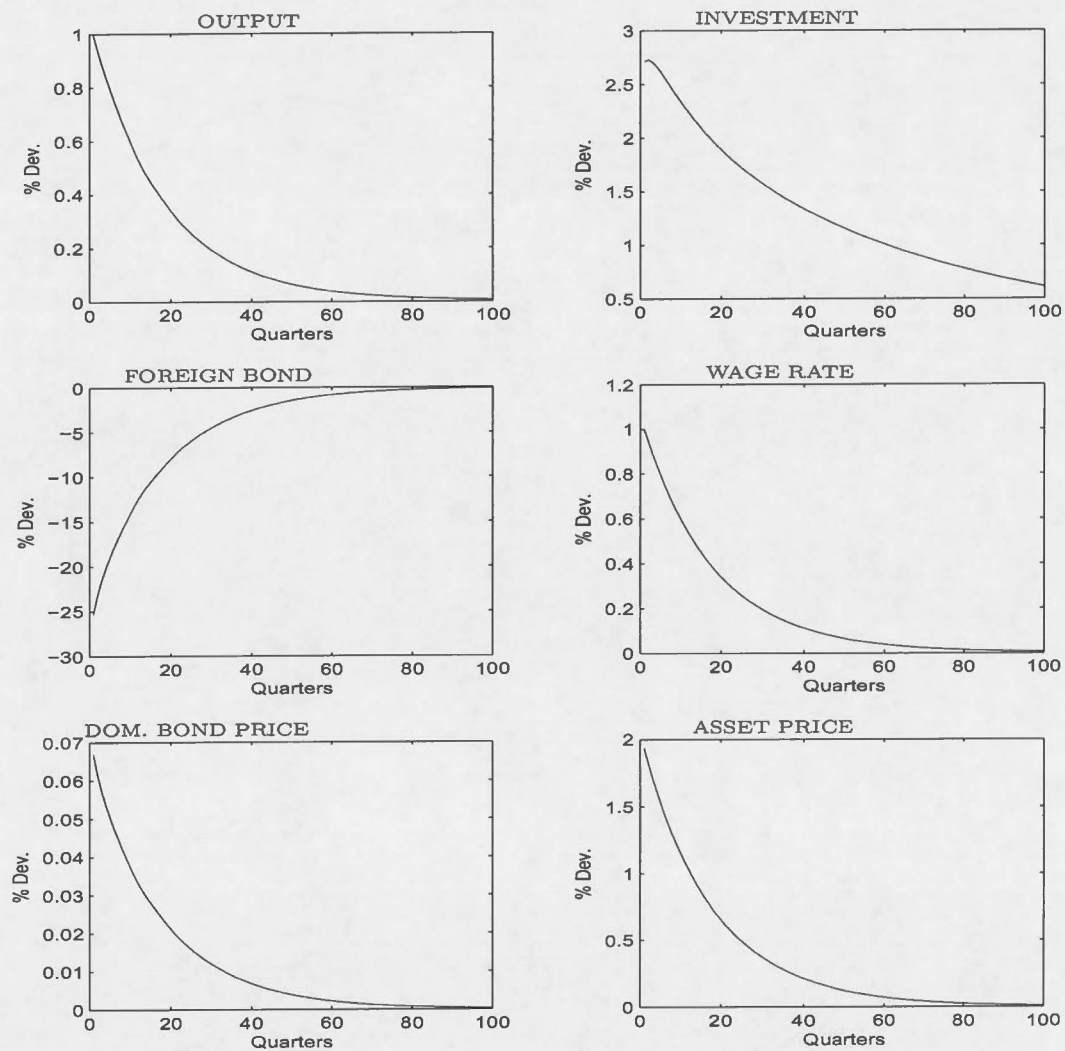 OUTPUT
% Dev.
1
0.8
0.6
0.4
0.2
0
0 20 40 60 80 100
Quarters
INVESTMENT
% Dev.
3
2.5
2
1.5
1
0.5
0 20 40 60 80 100
Quarters
FOREIGN BOND
% Dev.
0
−5
−10
−15
−20
−25
−30
0 20 40 60 80 100
Quarters
WAGE RATE
% Dev.
1.2
1
0.8
0.6
0.4
0.2
0
0 20 40 60 80 100
Quarters
DOM. BOND PRICE
% Dev.
0.07
0.06
0.05
0.04
0.03
0.02
0.01
0
0 20 40 60 80 100
Quarters
ASSET PRICE
% Dev.
2
1.5
1
0.5
0
0 20 40 60 80 100
Quarters